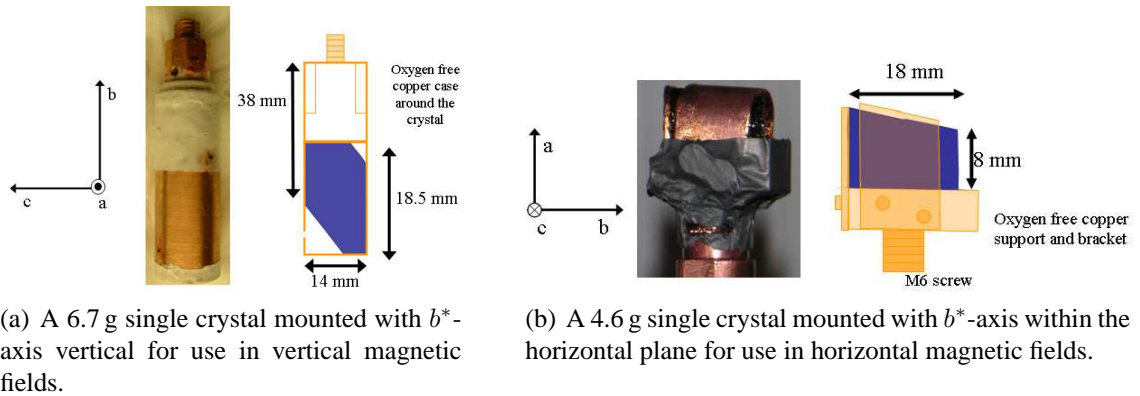 b
c
a
38 mm
Oxygen free
copper case
around the
crystal
18.5 mm
14 mm
(a) A 6.7 g single crystal mounted with b*-
axis vertical for use in vertical magnetic
fields.
a
c
b
18 mm
8 mm
Oxygen free copper
support and bracket
M6 screw
(b) A 4.6 g single crystal mounted with b*-axis within the
horizontal plane for use in horizontal magnetic fields.